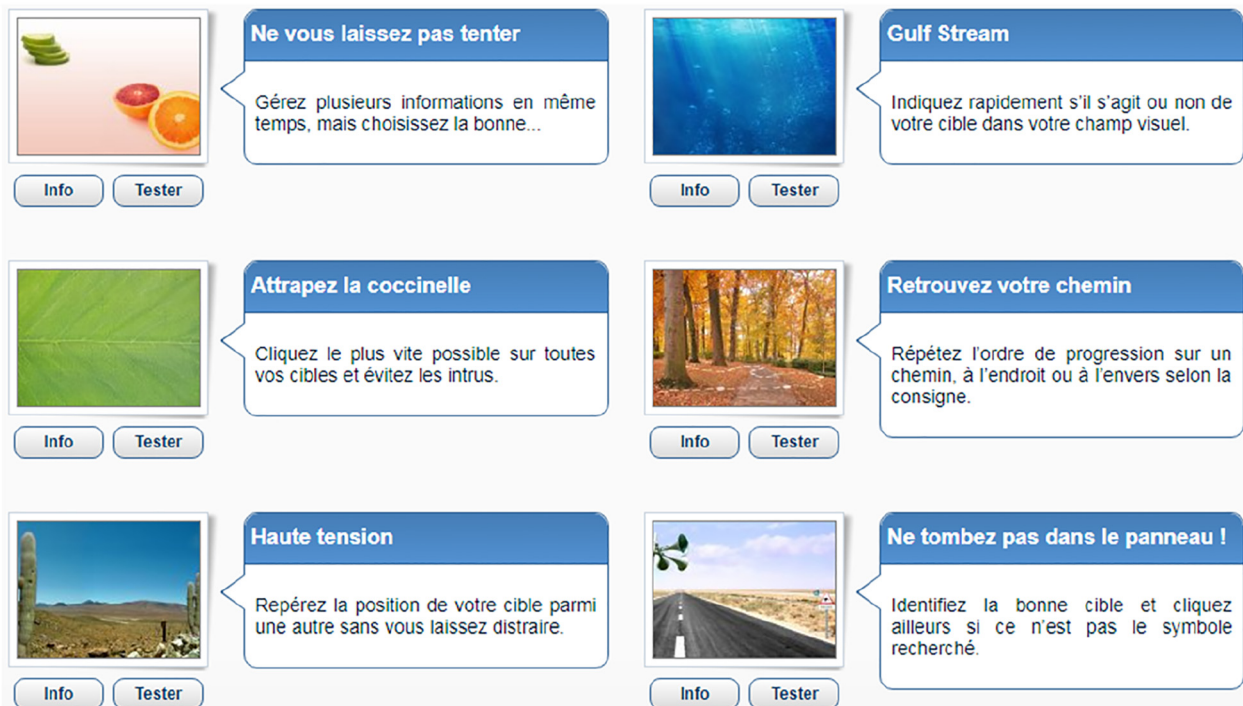 Ne vous laissez pas tenter
Gérez plusieurs informations en même
temps, mais choisissez la bonne...
Info
Tester
Gulf Stream
Indiquez rapidement s'il s'agit ou non de
votre cible dans votre champ visuel.
Info
Tester
Attrapez la coccinelle
Cliquez le plus vite possible sur toutes
vos cibles et évitez les intrus.
Info
Tester
Retrouvez votre chemin
Répétez l'ordre de progression sur un
chemin, à l'endroit ou à l'envers selon la
consigne.
Info
Tester
Haute tension
Repérez la position de votre cible parmi
une autre sans vous laissez distraire.
Info
Tester
Ne tombez pas dans le panneau !
Identifiez la bonne cible et cliquez
ailleurs si ce n'est pas le symbole
recherché.
Info
Tester